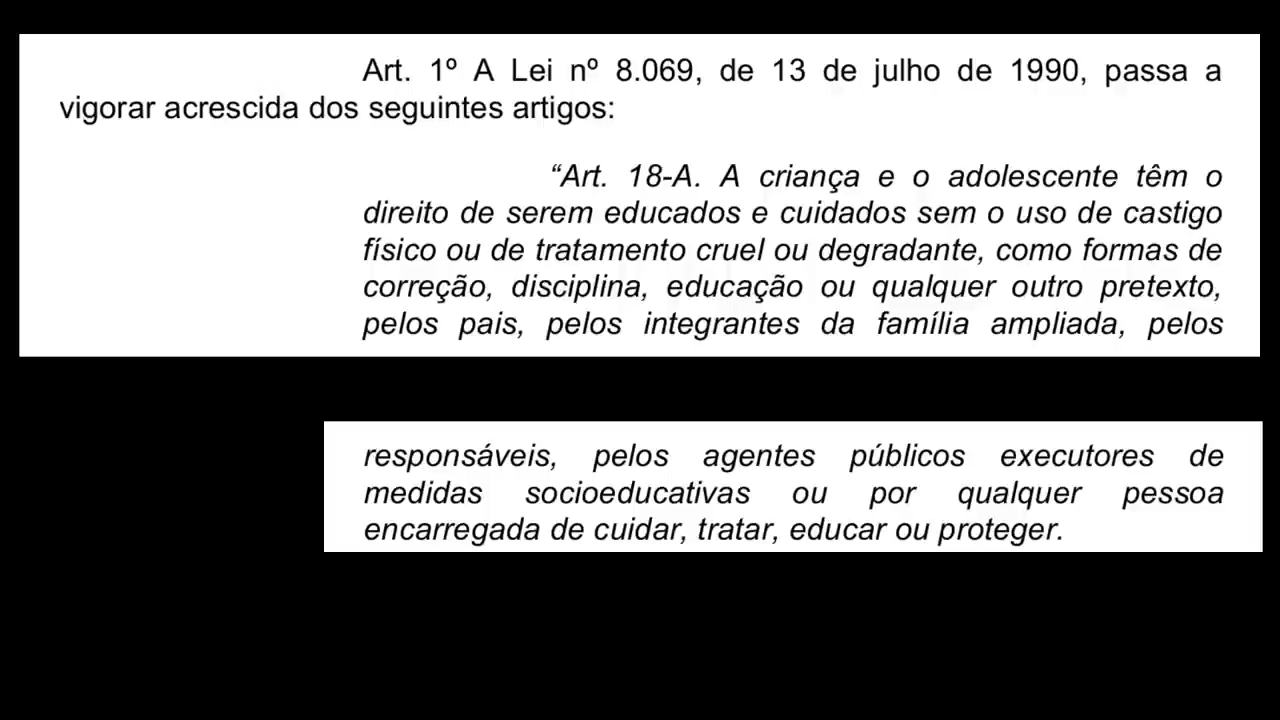 Art. 1º A Lei nº 8.069, de 13 de julho de 1990, passa a
vigorar acrescida dos seguintes artigos:
“Art. 18-A. A criança e o adolescente têm o
direito de serem educados e cuidados sem o uso de castigo
físico ou de tratamento cruel ou degradante, como formas de
correção, disciplina, educação ou qualquer outro pretexto,
pelos pais, pelos integrantes da família ampliada, pelos
responsáveis, pelos agentes públicos executores de
medidas socioeducativas ou por qualquer pessoa
encarregada de cuidar, tratar, educar ou proteger.